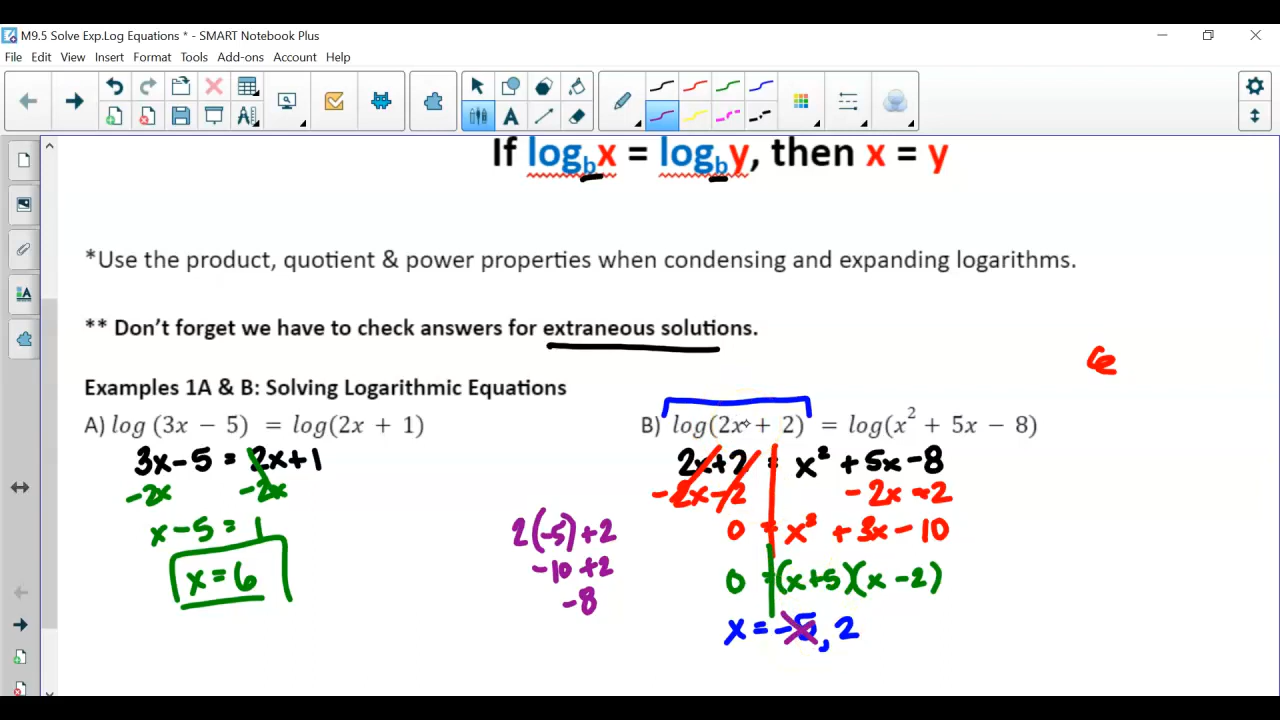 M9.5 Solve Exp.Log Equations * - SMART Notebook Plus
File Edit View Insert Format Tools Add-ons Account Help
If log_b x = log_b y, then x = y
*Use the product, quotient & power properties when condensing and expanding logarithms.
** Don't forget we have to check answers for extraneous solutions.
Examples 1A & B: Solving Logarithmic Equations
A) log (3x − 5) = log(2x + 1)
3x-5 = 2x+1
-2x -2x
x-5 = 1
x=6
B) log(2x + 2) = log(x² + 5x − 8)
2x+2 = x² +5x-8
-2x-2 -2x -2
0 = x² +3x-10
0 = (x+5)(x-2)
x = -5, 2
2(-5)+2
-10+2
-8